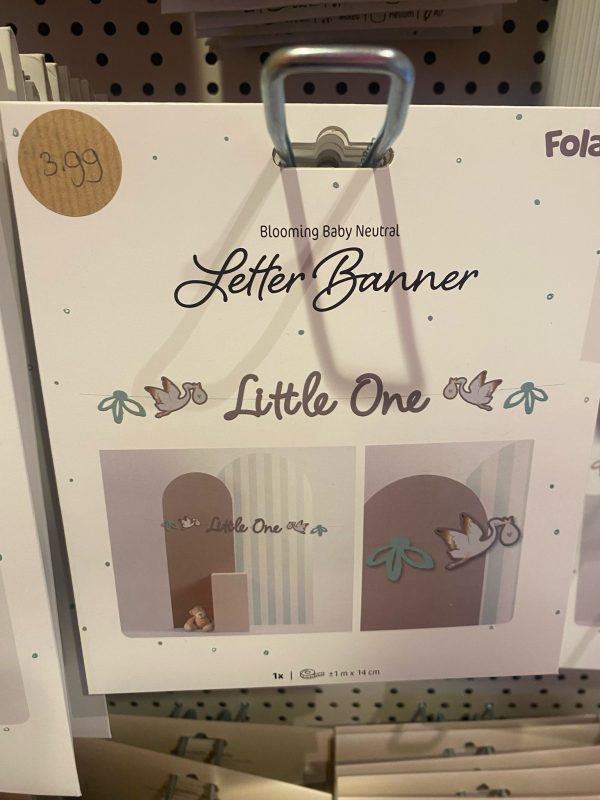 3.99
Fola
Blooming Baby Neutral
Letter Banner
Little One
Little One
1x | ±1 m x 14 cm